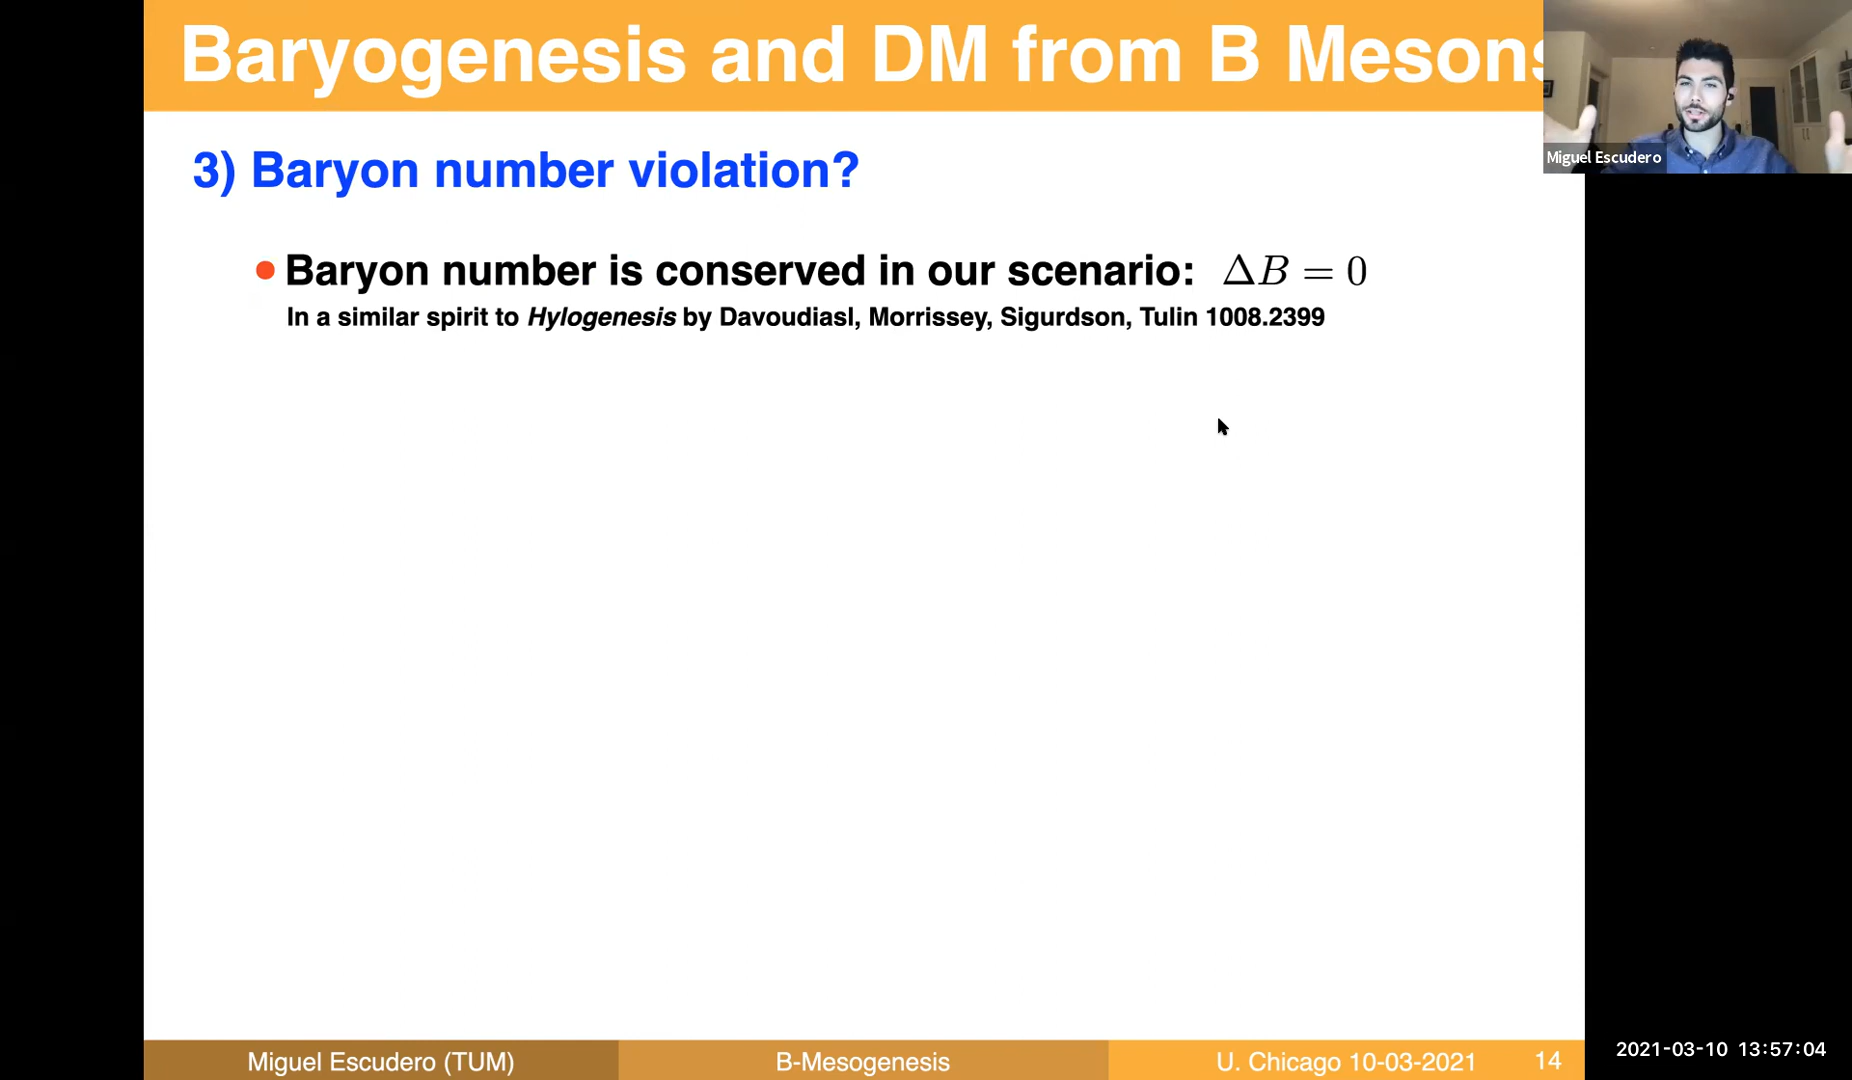 Baryogenesis and DM from B Mesons
Miguel Escudero
3) Baryon number violation?
• Baryon number is conserved in our scenario: ΔB = 0
In a similar spirit to Hylogenesis by Davoudiasl, Morrissey, Sigurdson, Tulin 1008.2399
Miguel Escudero (TUM) B-Mesogenesis U. Chicago 10-03-2021 14
2021-03-10 13:57:04